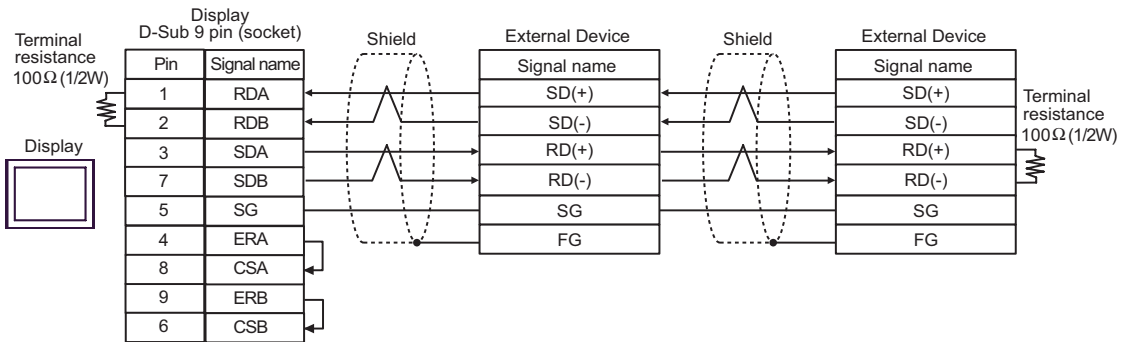 Display
D-Sub 9 pin (socket)
Terminal
resistance
100Ω(1/2W)
Display
Pin Signal name
1 RDA
2 RDB
3 SDA
7 SDB
5 SG
4 ERA
8 CSA
9 ERB
6 CSB
Shield
External Device
Signal name
SD(+)
SD(-)
RD(+)
RD(-)
SG
FG
Shield
External Device
Signal name
SD(+)
SD(-)
RD(+)
RD(-)
SG
FG
Terminal
resistance
100Ω(1/2W)